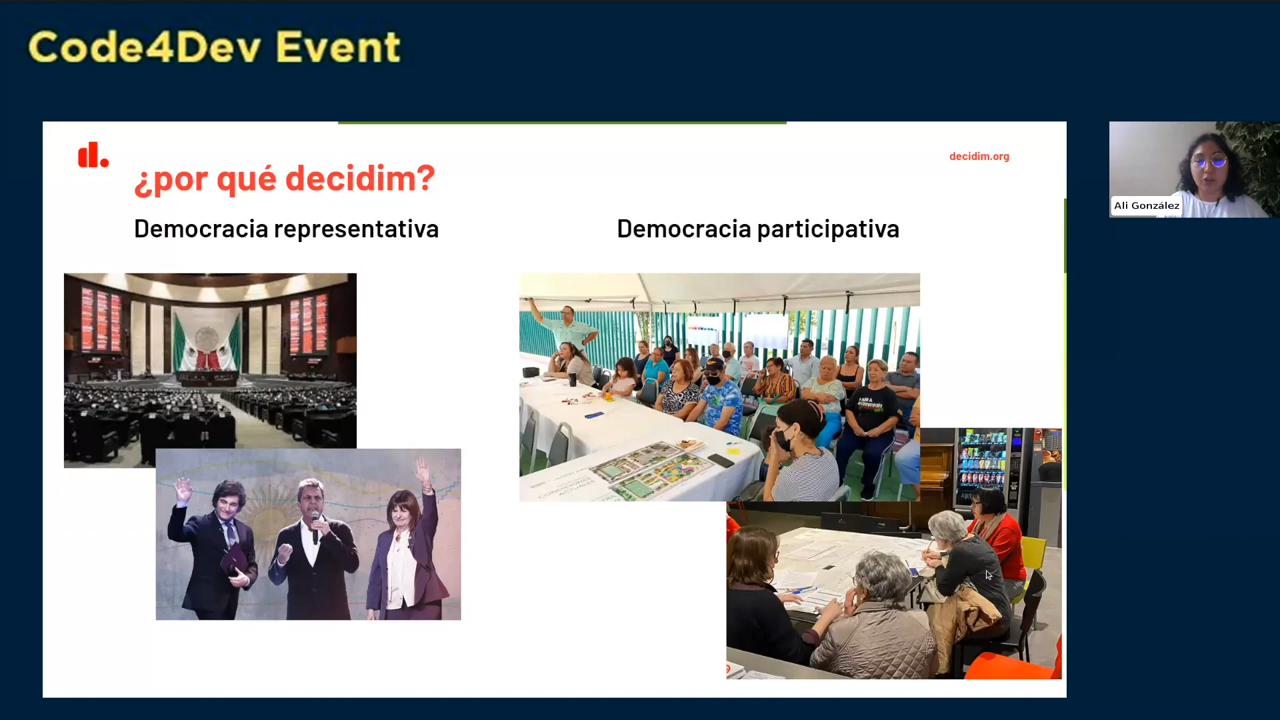 Code4Dev Event
d.
¿por qué decidim?
decidim.org
Democracia representativa
Democracia participativa
Ali González